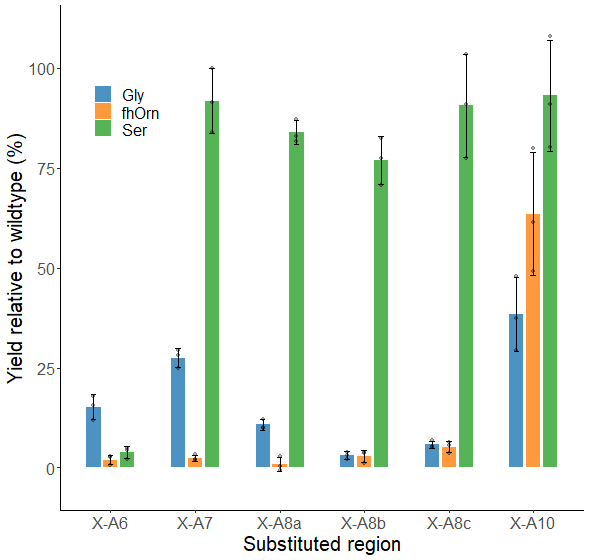 Yield relative to wildtype (%)
100
75
50
25
0
Gly
fhOrn
Ser
X-A6 X-A7 X-A8a X-A8b X-A8c X-A10
Substituted region